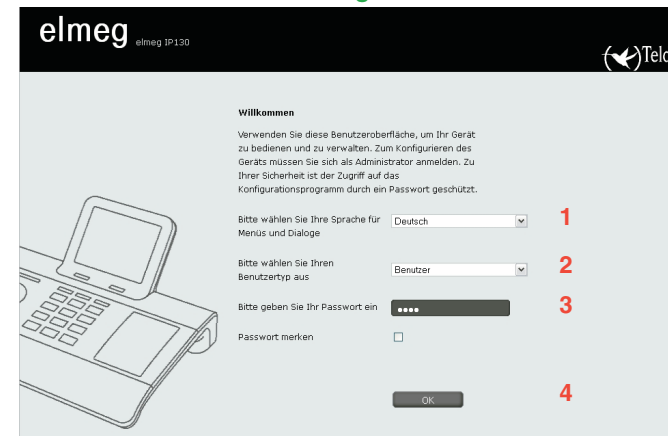 elmeg elmeg IP130
Telc
Willkommen
Verwenden Sie diese Benutzeroberfläche, um Ihr Gerät
zu bedienen und zu verwalten. Zum Konfigurieren des
Geräts müssen Sie sich als Administrator anmelden. Zu
Ihrer Sicherheit ist der Zugriff auf das
Konfigurationsprogramm durch ein Passwort geschützt.
Bitte wählen Sie Ihre Sprache für
Menüs und Dialoge
Deutsch
1
Bitte wählen Sie Ihren
Benutzertyp aus
Benutzer
2
Bitte geben Sie Ihr Passwort ein
3
Passwort merken
OK
4